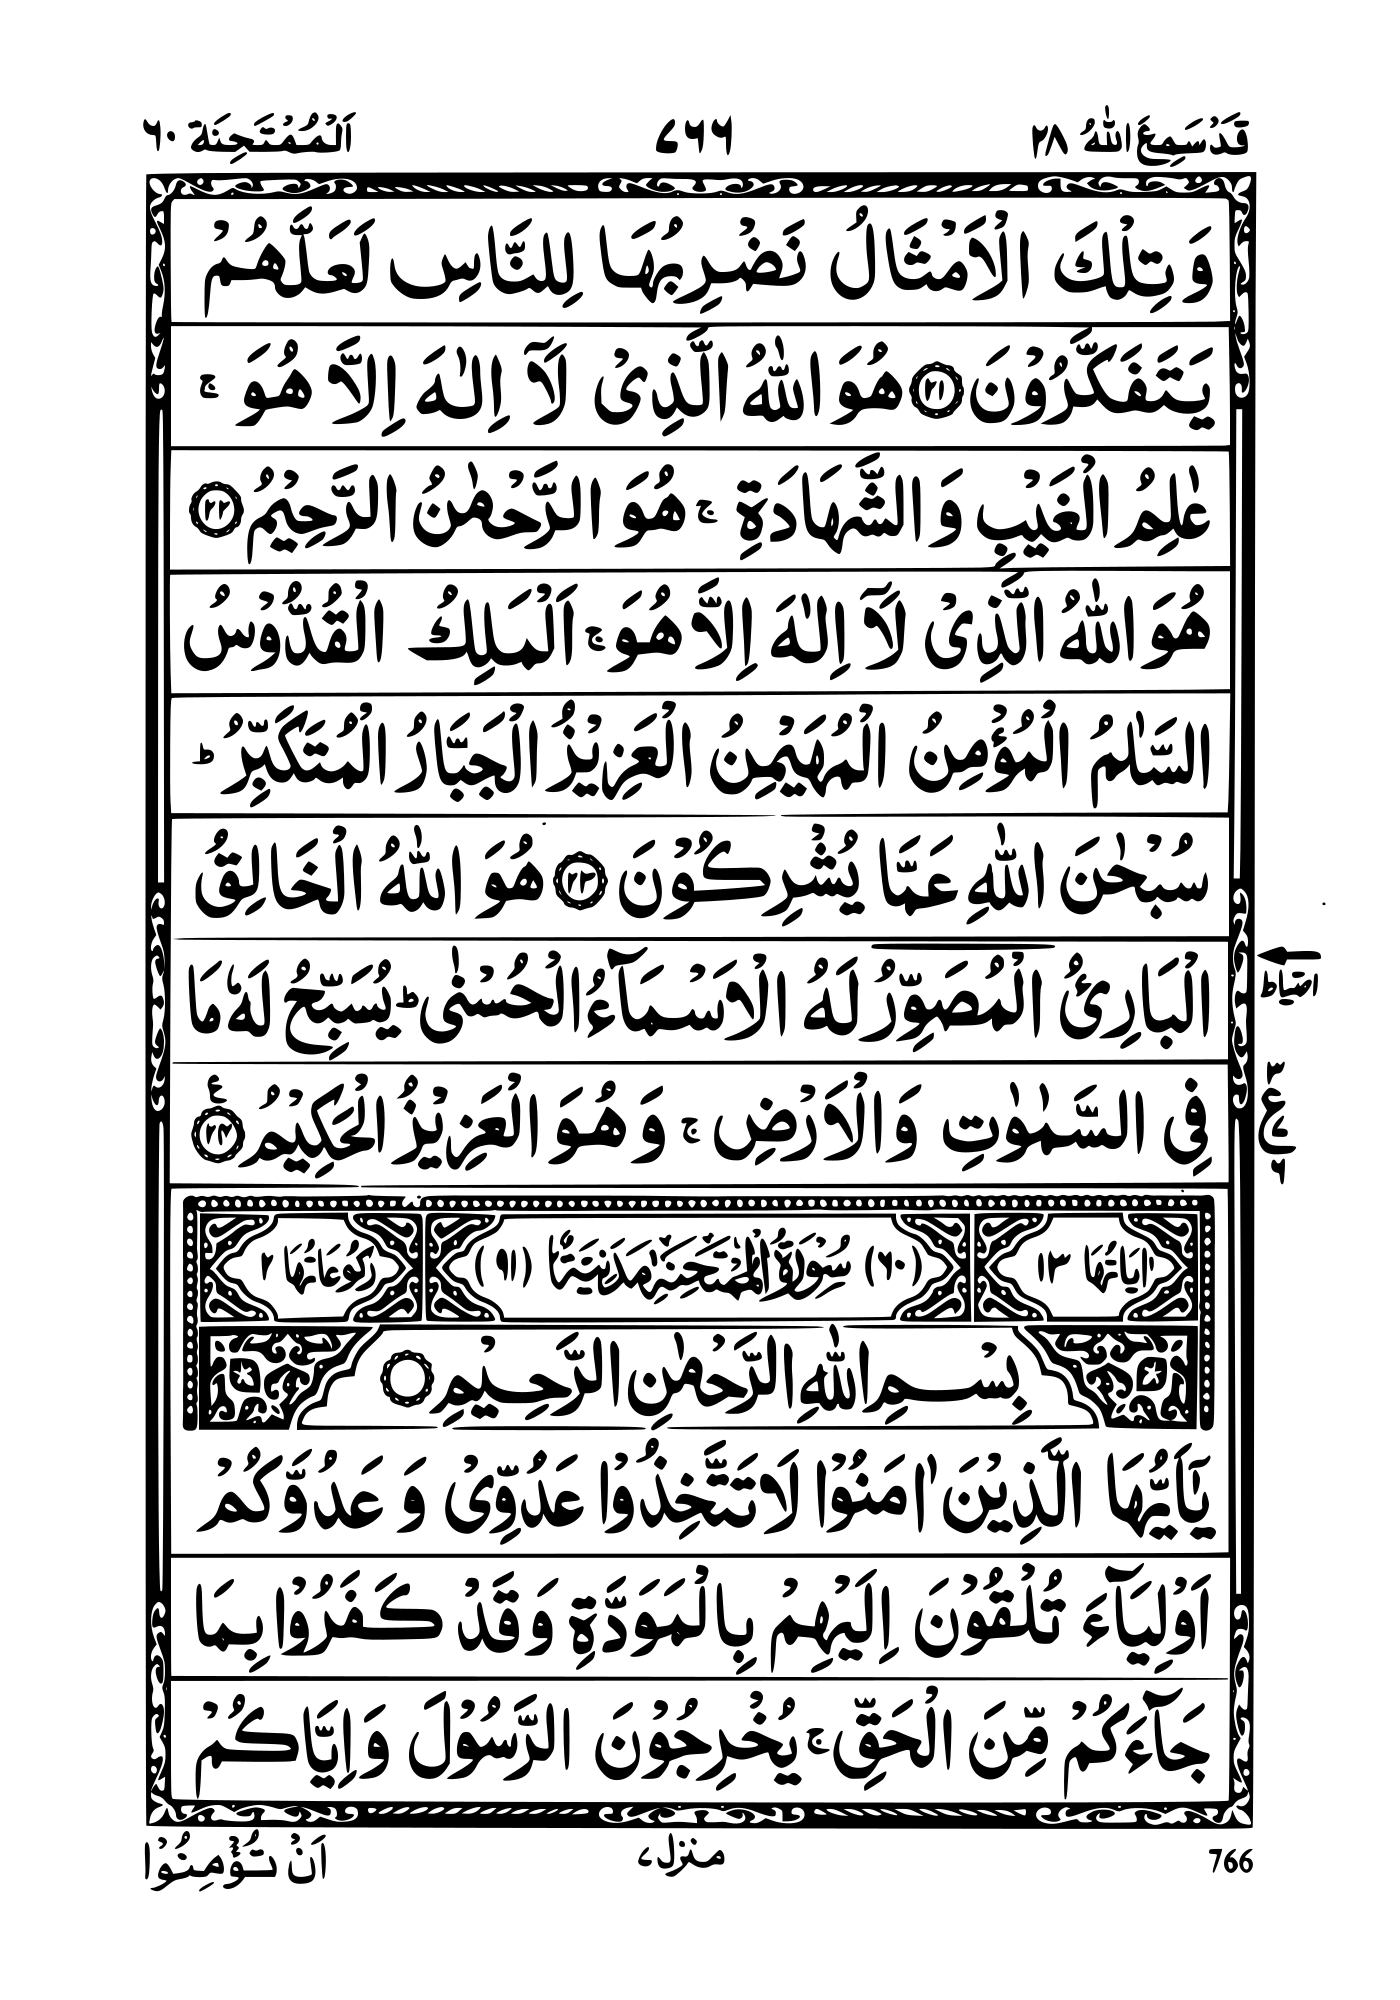 قَدْ سَمِعَ اللّٰهُ ٢٨
٧٦٦
اَلْمُمْتَحِنَة ٦٠
وَ تِلْكَ الْاَمْثَالُ نَضْرِبُهَا لِلنَّاسِ لَعَلَّهُمْ
يَتَفَكَّرُوْنَ ﴿٢١﴾ هُوَ اللّٰهُ الَّذِیْ لَاۤ اِلٰهَ اِلَّا هُوَ ۚ
عٰلِمُ الْغَيْبِ وَ الشَّهَادَةِ ۚ هُوَ الرَّحْمٰنُ الرَّحِيْمُ ﴿٢٢﴾
هُوَ اللّٰهُ الَّذِیْ لَاۤ اِلٰهَ اِلَّا هُوَ ۚ اَلْمَلِكُ الْقُدُّوْسُ
السَّلٰمُ الْمُؤْمِنُ الْمُهَيْمِنُ الْعَزِيْزُ الْجَبَّارُ الْمُتَكَبِّرُ ؕ
سُبْحٰنَ اللّٰهِ عَمَّا يُشْرِكُوْنَ ﴿٢٣﴾ هُوَ اللّٰهُ الْخَالِقُ
الْبَارِئُ الْمُصَوِّرُ لَهُ الْاَسْمَآءُ الْحُسْنٰی ؕ يُسَبِّحُ لَهٗ مَا
فِی السَّمٰوٰتِ وَ الْاَرْضِ ۚ وَ هُوَ الْعَزِيْزُ الْحَكِيْمُ ﴿٢٤﴾ ع
٣
ع
٦
اٰيَاتُهَا ١٣
(٦٠) سُوْرَةُ الْمُمْتَحِنَةِ مَدَنِيَّةٌ (٩١)
رُكُوْعَاتُهَا ٢
بِسْمِ اللّٰهِ الرَّحْمٰنِ الرَّحِيْمِ
يٰۤاَيُّهَا الَّذِيْنَ اٰمَنُوْا لَا تَتَّخِذُوْا عَدُوِّیْ وَ عَدُوَّكُمْ
اَوْلِيَآءَ تُلْقُوْنَ اِلَيْهِمْ بِالْمَوَدَّةِ وَ قَدْ كَفَرُوْا بِمَا
جَآءَكُمْ مِّنَ الْحَقِّ ۚ يُخْرِجُوْنَ الرَّسُوْلَ وَ اِيَّاكُمْ
766
منزل ٧
اَنْ تُؤْمِنُوْا